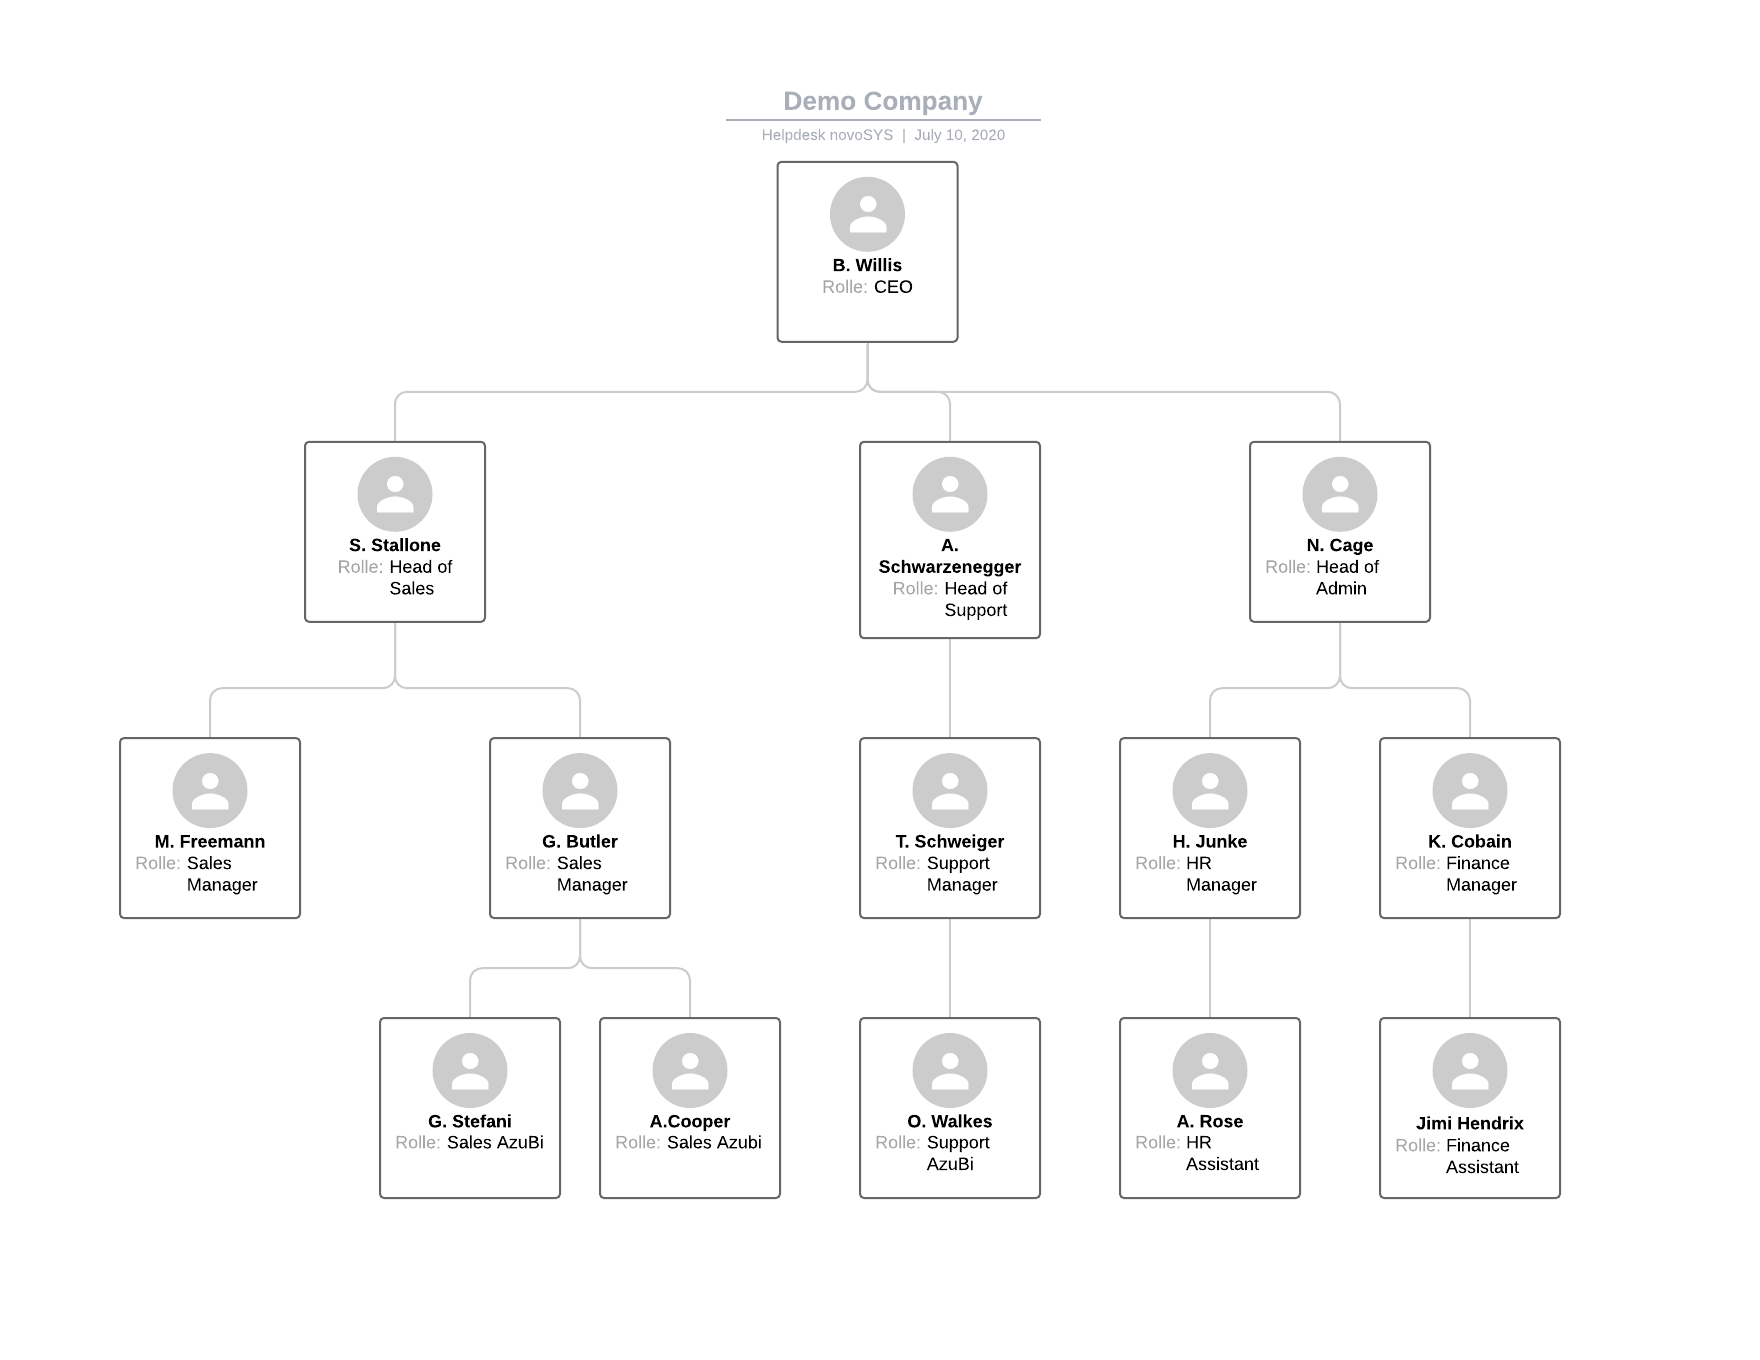 Demo Company
Helpdesk novoSYS | July 10, 2020
B. Willis
Rolle: CEO
S. Stallone
Rolle: Head of
Sales
A.
Schwarzenegger
Rolle: Head of
Support
N. Cage
Rolle: Head of
Admin
M. Freemann
Rolle: Sales
Manager
G. Butler
Rolle: Sales
Manager
T. Schweiger
Rolle: Support
Manager
H. Junke
Rolle: HR
Manager
K. Cobain
Rolle: Finance
Manager
G. Stefani
Rolle: Sales AzuBi
A.Cooper
Rolle: Sales Azubi
O. Walkes
Rolle: Support
AzuBi
A. Rose
Rolle: HR
Assistant
Jimi Hendrix
Rolle: Finance
Assistant